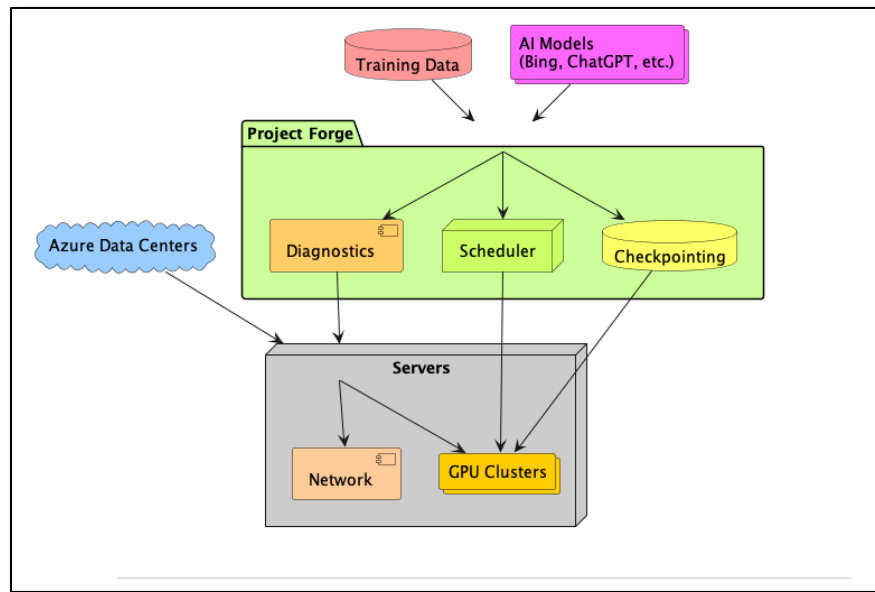 Training Data
AI Models
(Bing, ChatGPT, etc.)
Project Forge
Azure Data Centers
Diagnostics
Scheduler
Checkpointing
Servers
Network
GPU Clusters